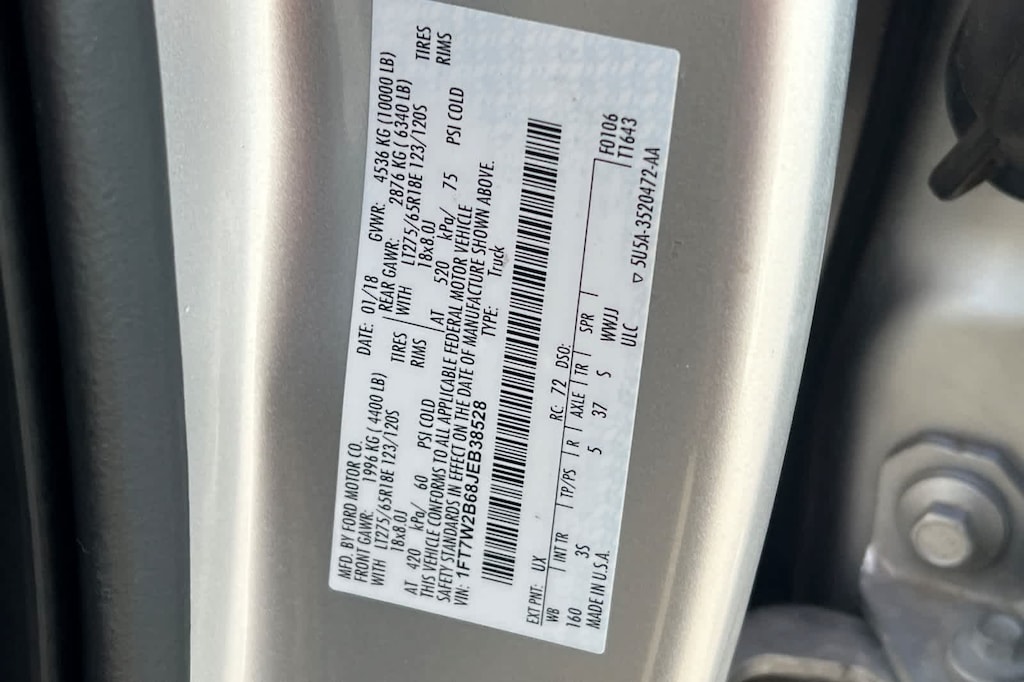 MFD. BY FORD MOTOR CO.
DATE: 01/18 GVWR: 4536 KG (10000 LB)
FRONT GAWR: 1996 KG ( 4400 LB) REAR GAWR: 2876 KG ( 6340 LB)
WITH LT275/65R18E 123/120S TIRES WITH LT275/65R18E 123/120S TIRES
18x8.0J RIMS 18x8.0J RIMS
AT 420 kPa/ 60 PSI COLD AT 520 kPa/ 75 PSI COLD
THIS VEHICLE CONFORMS TO ALL APPLICABLE FEDERAL MOTOR VEHICLE
SAFETY STANDARDS IN EFFECT ON THE DATE OF MANUFACTURE SHOWN ABOVE.
VIN: 1FT7W2B68JEB38528 TYPE: Truck
EXT PNT: UX RC: 72 DSO: F0106
WB INT TR TP/PS R AXLE TR SPR T1643
160 3S 5 37 5 WWJJ
MADE IN U.S.A. ULC ▽ 5U5A-3520472-AA